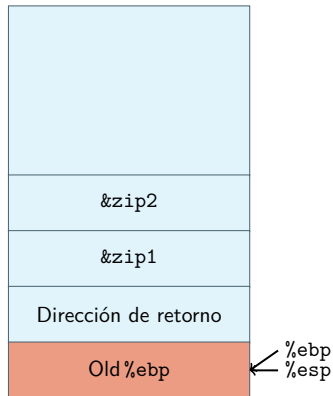 &zip2
&zip1
Dirección de retorno
Old %ebp
%ebp
%esp